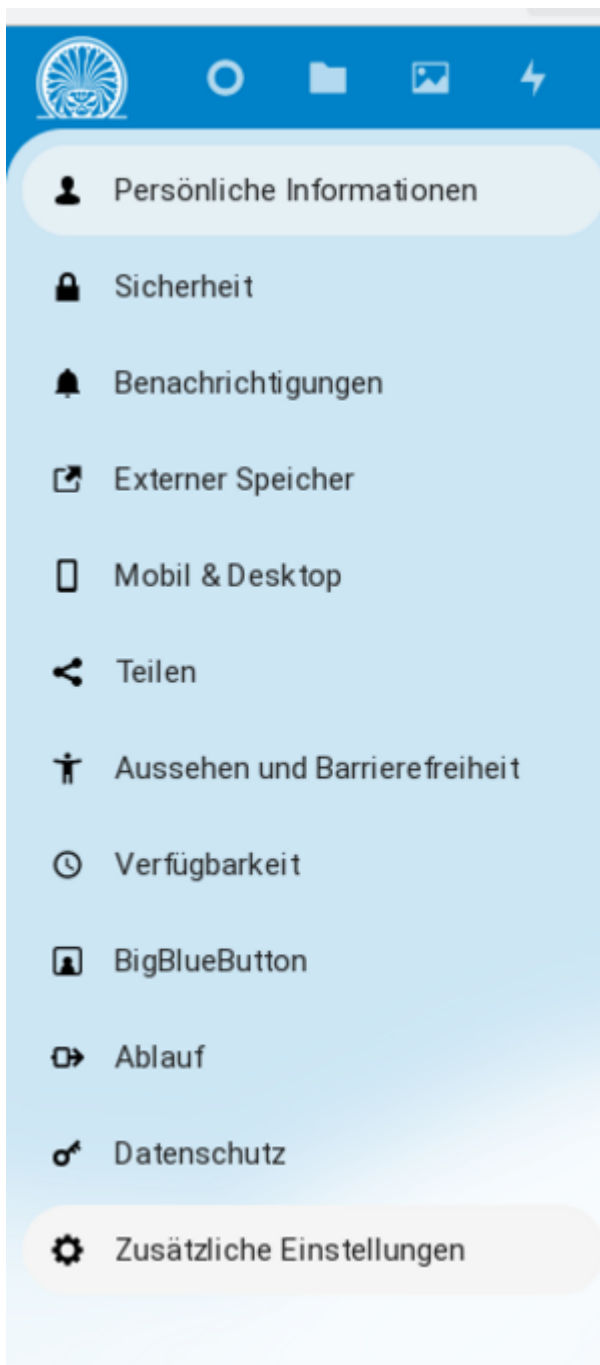 Persönliche Informationen
Sicherheit
Benachrichtigungen
Externer Speicher
Mobil & Desktop
Teilen
Aussehen und Barrierefreiheit
Verfügbarkeit
BigBlueButton
Ablauf
Datenschutz
Zusätzliche Einstellungen